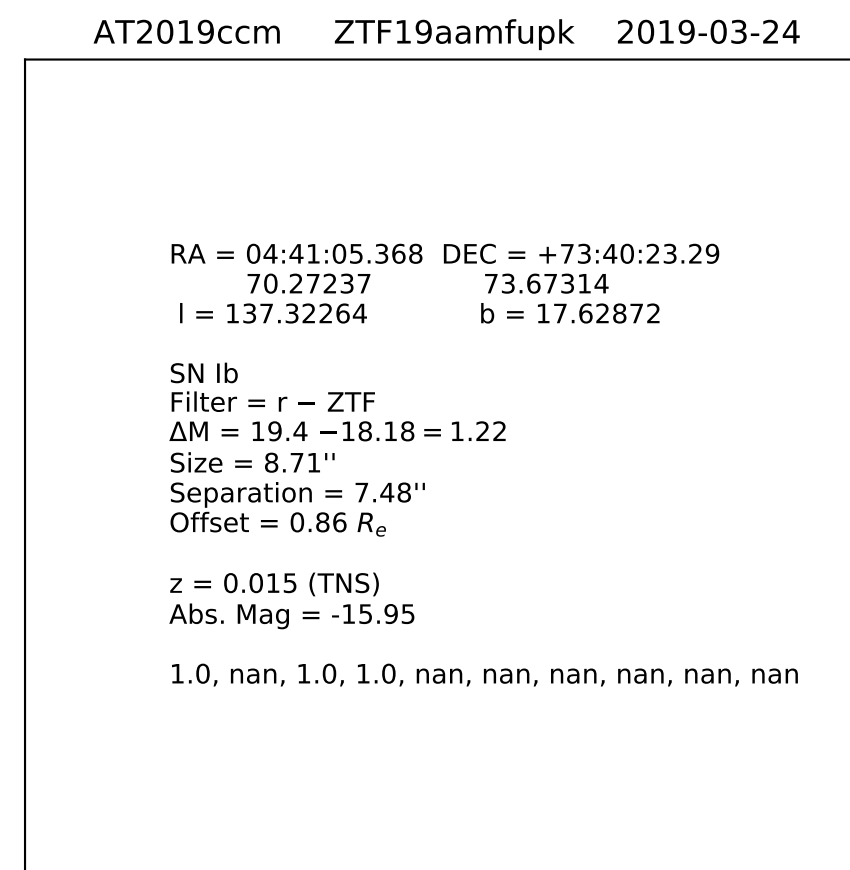 AT2019ccm ZTF19aamfupk 2019-03-24
RA = 04:41:05.368 DEC = +73:40:23.29
70.27237 73.67314
l = 137.32264 b = 17.62872
SN Ib
Filter = r − ZTF
ΔM = 19.4 −18.18 = 1.22
Size = 8.71''
Separation = 7.48''
Offset = 0.86 Re
z = 0.015 (TNS)
Abs. Mag = -15.95
1.0, nan, 1.0, 1.0, nan, nan, nan, nan, nan, nan